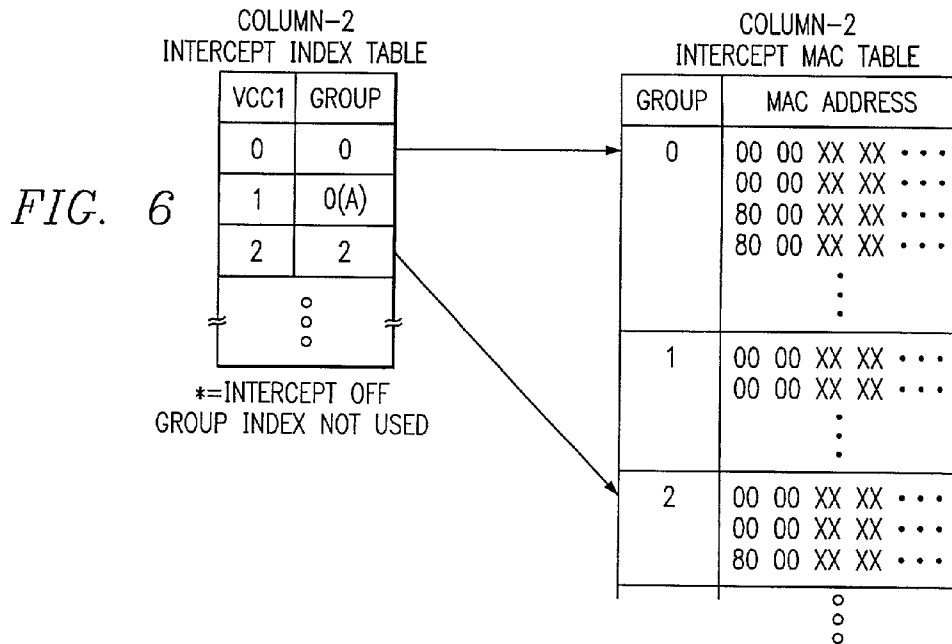 COLUMN-2
INTERCEPT INDEX TABLE
VCC1 GROUP
0 0
1 0(A)
2 2
*=INTERCEPT OFF
GROUP INDEX NOT USED
FIG. 6
COLUMN-2
INTERCEPT MAC TABLE
GROUP MAC ADDRESS
0 00 00 XX XX •••
00 00 XX XX •••
80 00 XX XX •••
80 00 XX XX •••
1 00 00 XX XX •••
00 00 XX XX •••
2 00 00 XX XX •••
00 00 XX XX •••
80 00 XX XX •••